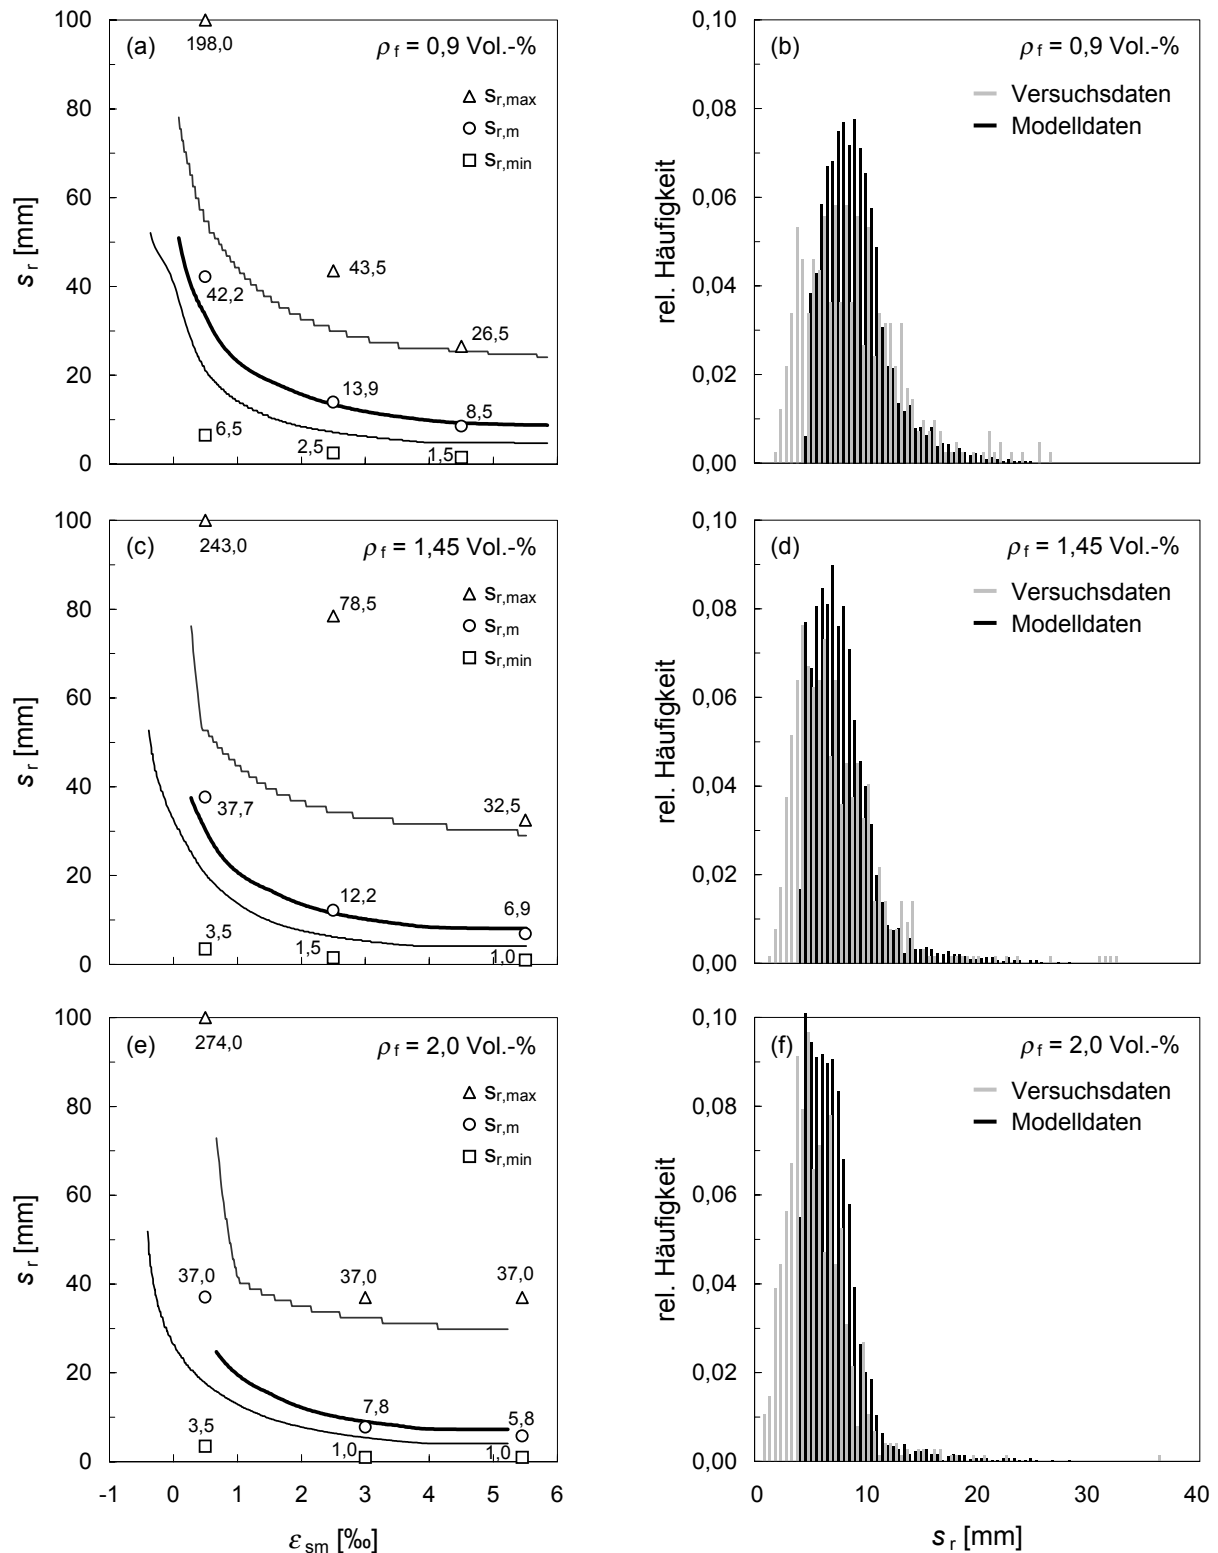 (a) ρf = 0,9 Vol.-%
198,0
sr,max
sr,m
sr,min
43,5
42,2
26,5
13,9
8,5
6,5
2,5
1,5
100
80
60
40
20
0
sr [mm]
(b) ρf = 0,9 Vol.-%
Versuchsdaten
Modelldaten
0,10
0,08
0,06
0,04
0,02
0,00
rel. Häufigkeit
(c) ρf = 1,45 Vol.-%
243,0
sr,max
78,5
sr,m
sr,min
37,7
32,5
12,2
6,9
3,5
1,5
1,0
100
80
60
40
20
0
sr [mm]
(d) ρf = 1,45 Vol.-%
Versuchsdaten
Modelldaten
0,10
0,08
0,06
0,04
0,02
0,00
rel. Häufigkeit
(e) ρf = 2,0 Vol.-%
274,0
sr,max
sr,m
sr,min
37,0
37,0
37,0
7,8
5,8
3,5
1,0
1,0
100
80
60
40
20
0
sr [mm]
-1 0 1 2 3 4 5 6
εsm [‰]
(f) ρf = 2,0 Vol.-%
Versuchsdaten
Modelldaten
0,10
0,08
0,06
0,04
0,02
0,00
rel. Häufigkeit
0 10 20 30 40
sr [mm]